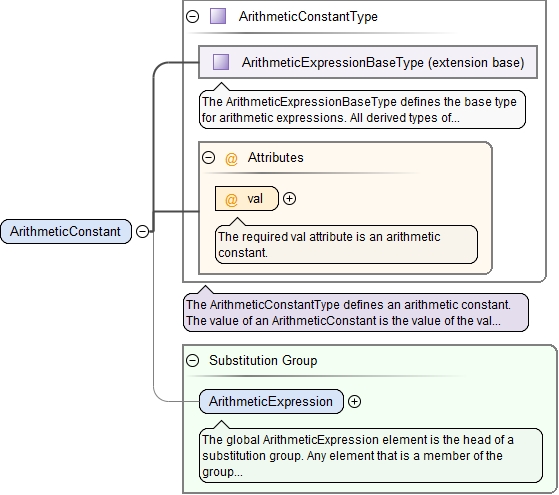 ArithmeticConstantType
ArithmeticExpressionBaseType (extension base)
The ArithmeticExpressionBaseType defines the base type
for arithmetic expressions. All derived types of...
@ Attributes
@ val
The required val attribute is an arithmetic
constant.
ArithmeticConstant
The ArithmeticConstantType defines an arithmetic constant.
The value of an ArithmeticConstant is the value of the val...
Substitution Group
ArithmeticExpression
The global ArithmeticExpression element is the head of a
substitution group. Any element that is a member of the
group...